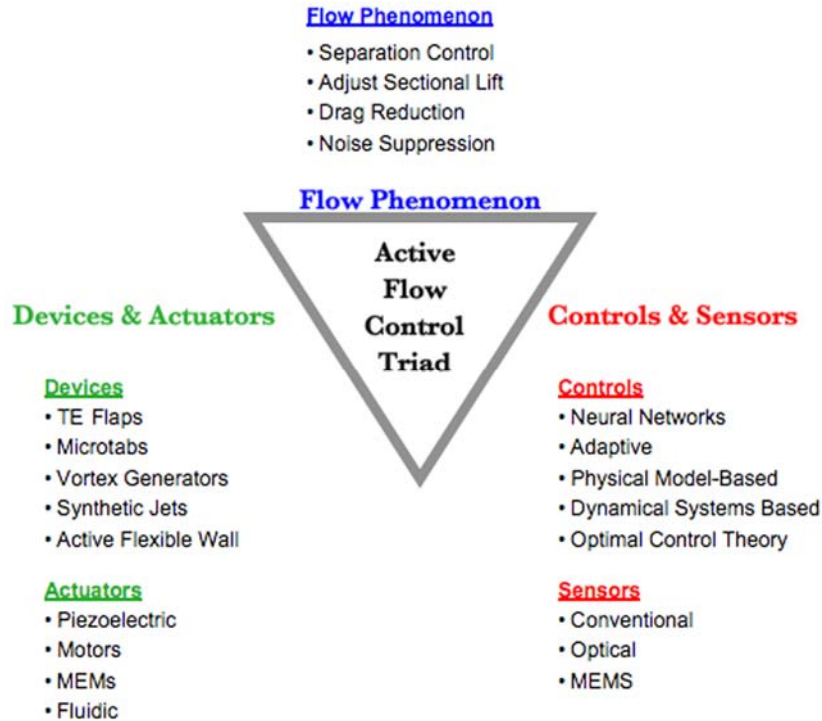 Flow Phenomenon
• Separation Control
• Adjust Sectional Lift
• Drag Reduction
• Noise Suppression
Flow Phenomenon
Active
Flow
Control
Triad
Devices & Actuators
Devices
• TE Flaps
• Microtabs
• Vortex Generators
• Synthetic Jets
• Active Flexible Wall
Actuators
• Piezoelectric
• Motors
• MEMs
• Fluidic
Controls & Sensors
Controls
• Neural Networks
• Adaptive
• Physical Model-Based
• Dynamical Systems Based
• Optimal Control Theory
Sensors
• Conventional
• Optical
• MEMS